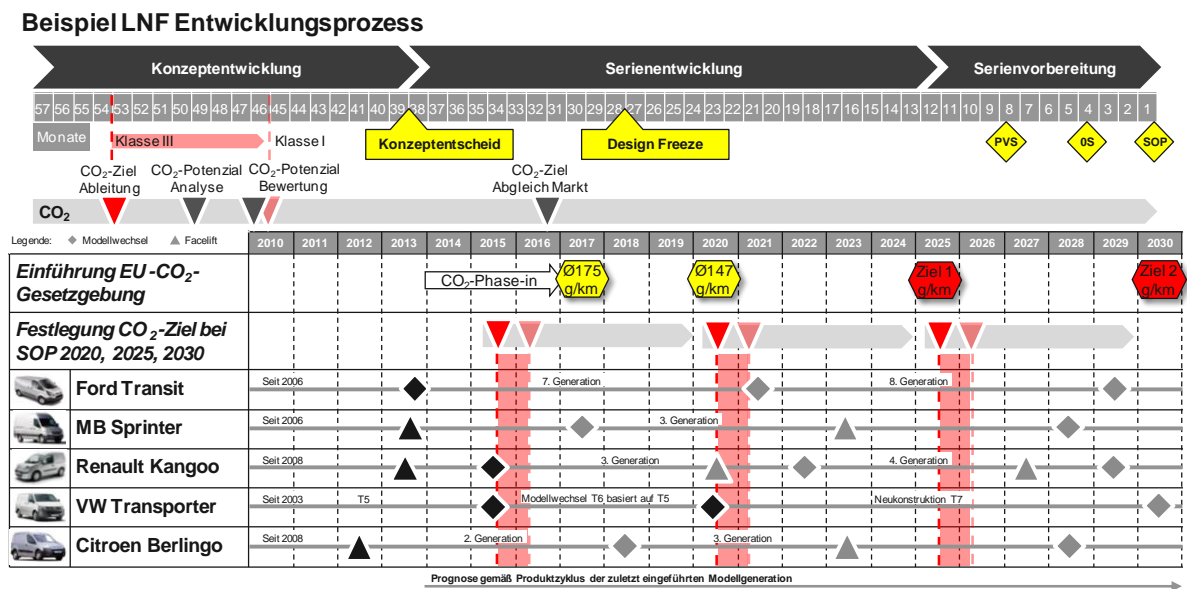 Beispiel LNF Entwicklungsprozess
Konzeptentwicklung Serienentwicklung Serienvorbereitung
57 56 55 54 53 52 51 50 49 48 47 46 45 44 43 42 41 40 39 38 37 36 35 34 33 32 31 30 29 28 27 26 25 24 23 22 21 20 19 18 17 16 15 14 13 12 11 10 9 8 7 6 5 4 3 2 1
Monate Klasse III Klasse I Konzeptentscheid Design Freeze PVS 0S SOP
CO2-Ziel CO2-Potenzial CO2-Potenzial CO2-Ziel
Ableitung Analyse Bewertung Abgleich Markt
CO2
Legende: Modellwechsel Facelift 2010 2011 2012 2013 2014 2015 2016 2017 2018 2019 2020 2021 2022 2023 2024 2025 2026 2027 2028 2029 2030
Einführung EU-CO2- Ø175 Ø147 Ziel 1 Ziel 2
Gesetzgebung CO2-Phase-in g/km g/km g/km g/km
Festlegung CO2-Ziel bei
SOP 2020, 2025, 2030
Ford Transit Seit 2006 7. Generation 8. Generation
MB Sprinter Seit 2006 3. Generation
Renault Kangoo Seit 2008 3. Generation 4. Generation
VW Transporter Seit 2003 T5 Modellwechsel T6 basiert auf T5 Neukonstruktion T7
Citroen Berlingo Seit 2008 2. Generation 3. Generation
Prognose gemäß Produktzyklus der zuletzt eingeführten Modellgeneration